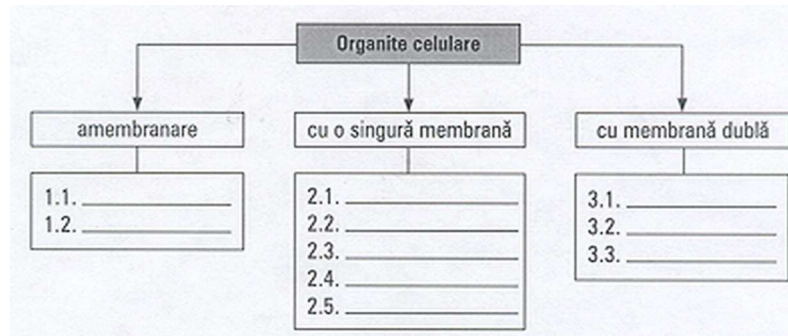 Organite celulare
amembranare
cu o singură membrană
cu membrană dublă
1.1.
1.2.
2.1.
2.2.
2.3.
2.4.
2.5.
3.1.
3.2.
3.3.